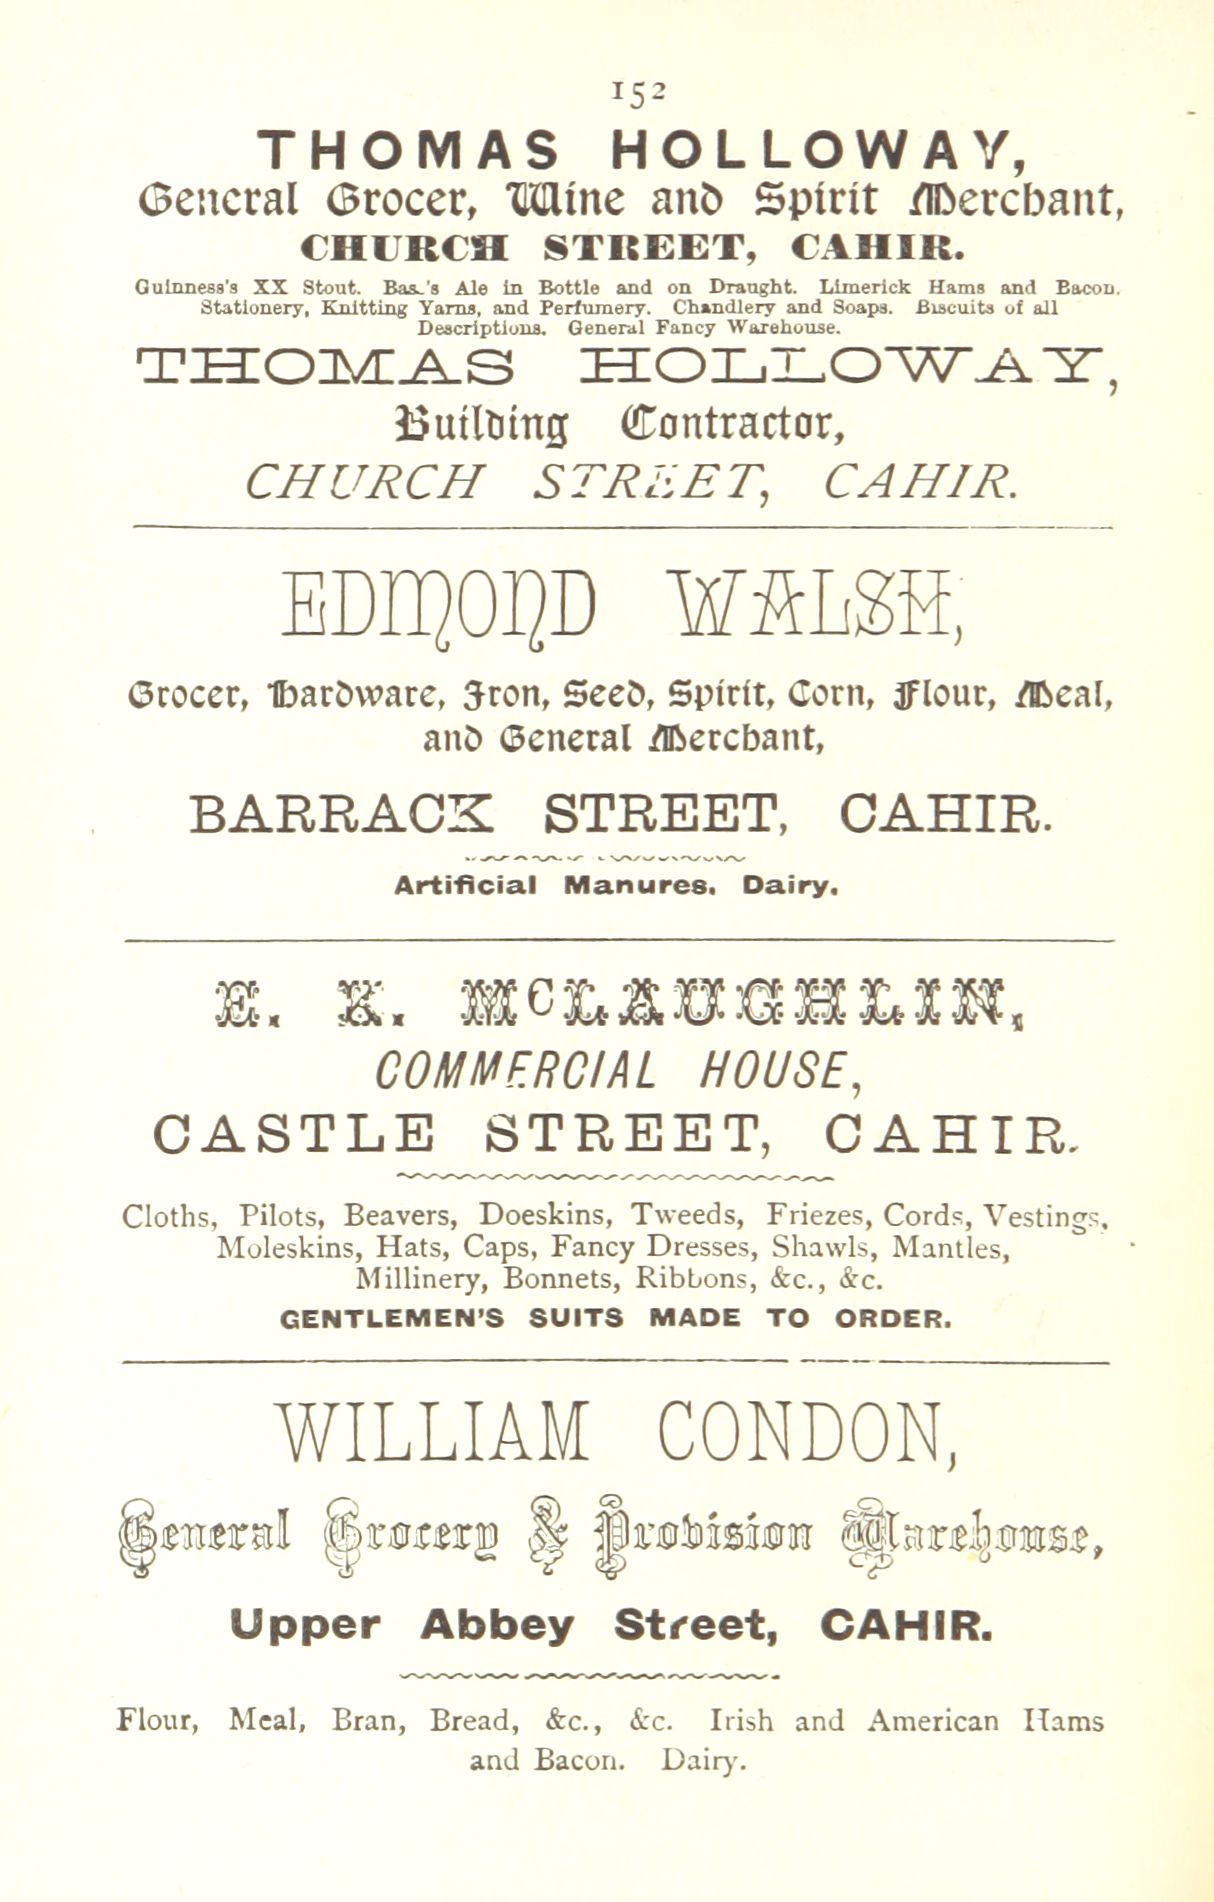 152
THOMAS HOLLOWAY,
General Grocer, Wine and Spirit Merchant,
CHURCH STREET, CAHIR.
Guinness's XX Stout. Bass's Ale in Bottle and on Draught. Limerick Hams and Bacon.
Stationery, Knitting Yarns, and Perfumery. Chandlery and Soaps. Biscuits of all
Descriptions. General Fancy Warehouse.
THOMAS HOLLOWAY,
Building Contractor,
CHURCH STREET, CAHIR.
EDMOND WALSH,
Grocer, Hardware, Iron, Seed, Spirit, Corn, Flour, Meal,
and General Merchant,
BARRACK STREET, CAHIR.
Artificial Manures. Dairy.
E. K. McLAUGHLIN,
COMMERCIAL HOUSE,
CASTLE STREET, CAHIR.
Cloths, Pilots, Beavers, Doeskins, Tweeds, Friezes, Cords, Vestings,
Moleskins, Hats, Caps, Fancy Dresses, Shawls, Mantles,
Millinery, Bonnets, Ribbons, &c., &c.
GENTLEMEN'S SUITS MADE TO ORDER.
WILLIAM CONDON,
General Grocery & Provision Warehouse,
Upper Abbey Street, CAHIR.
Flour, Meal, Bran, Bread, &c., &c. Irish and American Hams
and Bacon. Dairy.